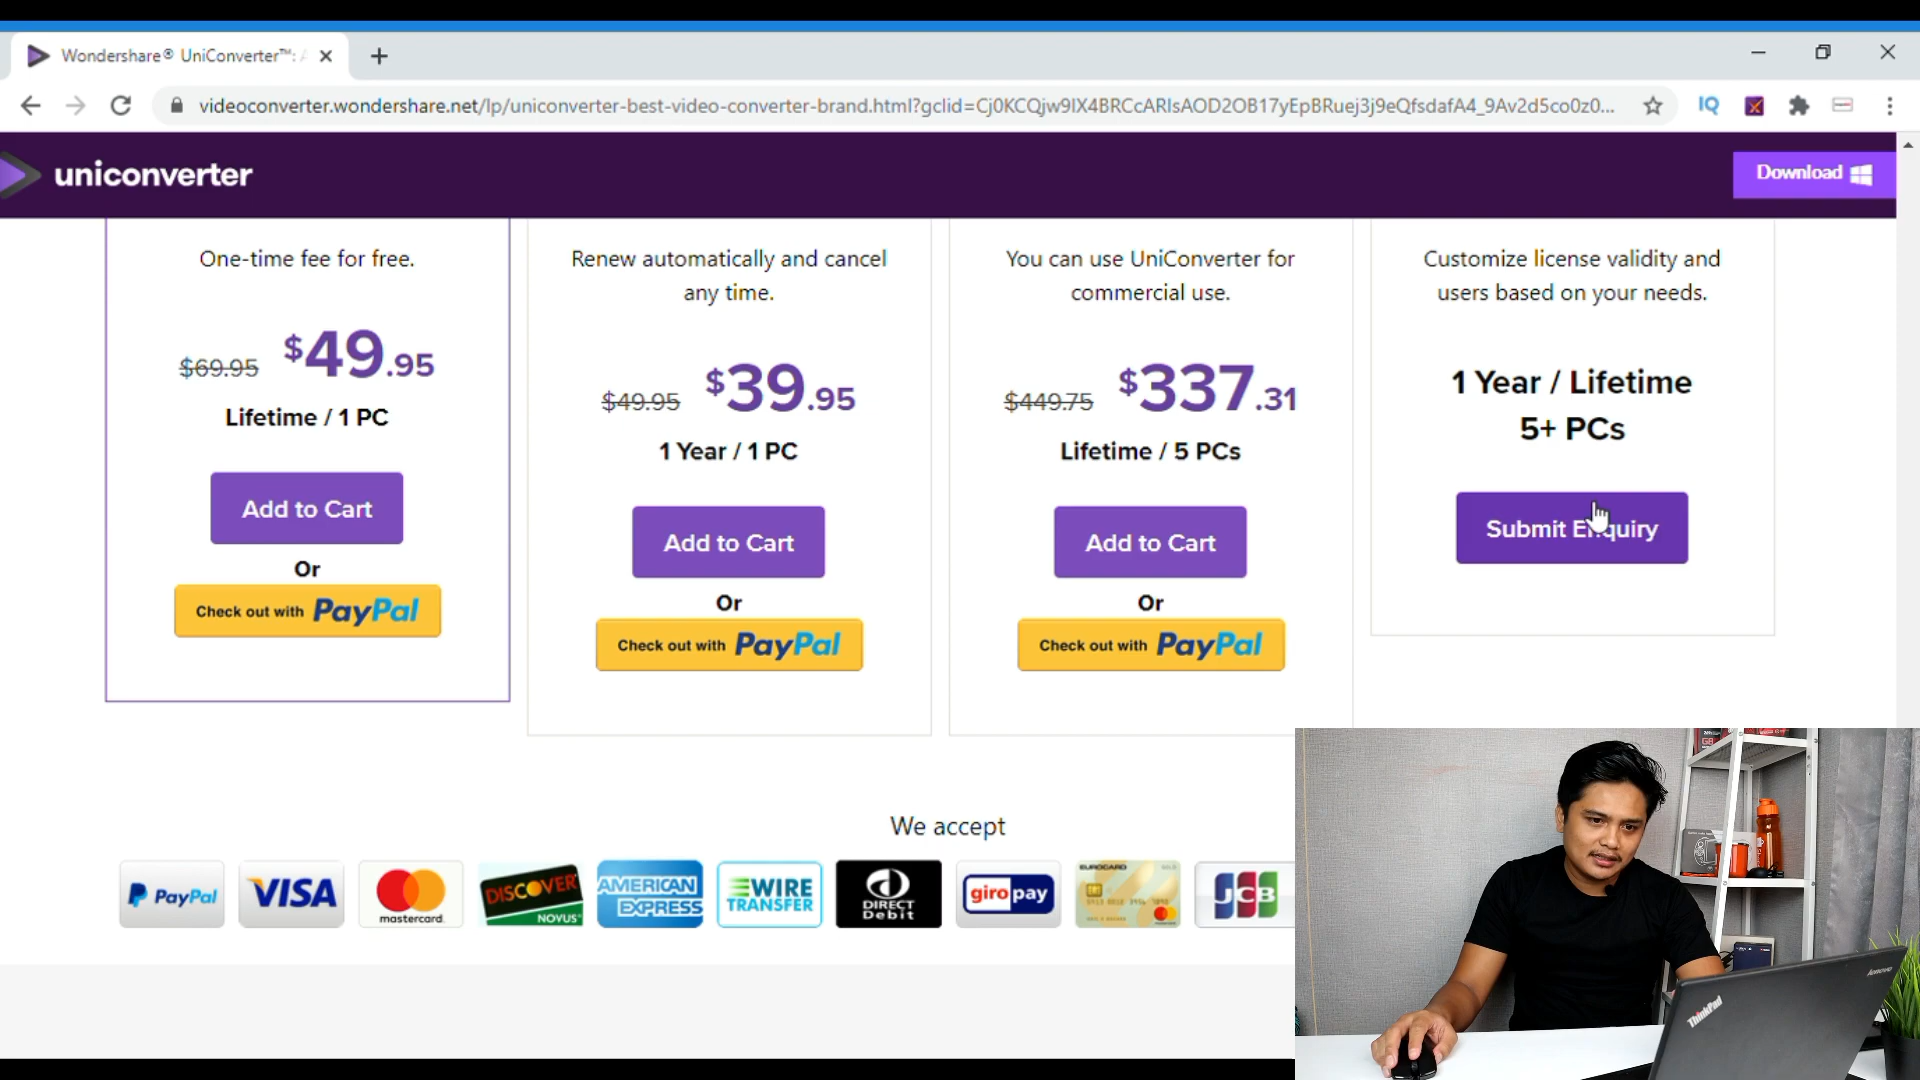 Wondershare® UniConverter™: A
videoconverter.wondershare.net/lp/uniconverter-best-video-converter-brand.html?gclid=Cj0KCQjw9IX4BRCcARIsAOD2OB17yEpBRuej3j9eQfsdafA4_9Av2d5co0z0...
IQ
uniconverter
Download
One-time fee for free.
$69.95 $49.95
Lifetime / 1 PC
Add to Cart
Or
Check out with PayPal
Renew automatically and cancel
any time.
$49.95 $39.95
1 Year / 1 PC
Add to Cart
Or
Check out with PayPal
You can use UniConverter for
commercial use.
$449.75 $337.31
Lifetime / 5 PCs
Add to Cart
Or
Check out with PayPal
Customize license validity and
users based on your needs.
1 Year / Lifetime
5+ PCs
Submit Enquiry
We accept
PayPal
VISA
mastercard
DISCOVER
NOVUS
AMERICAN
EXPRESS
WIRE
TRANSFER
DIRECT
Debit
giropay
EUROCARD
JCB
lenovo
ThinkPad